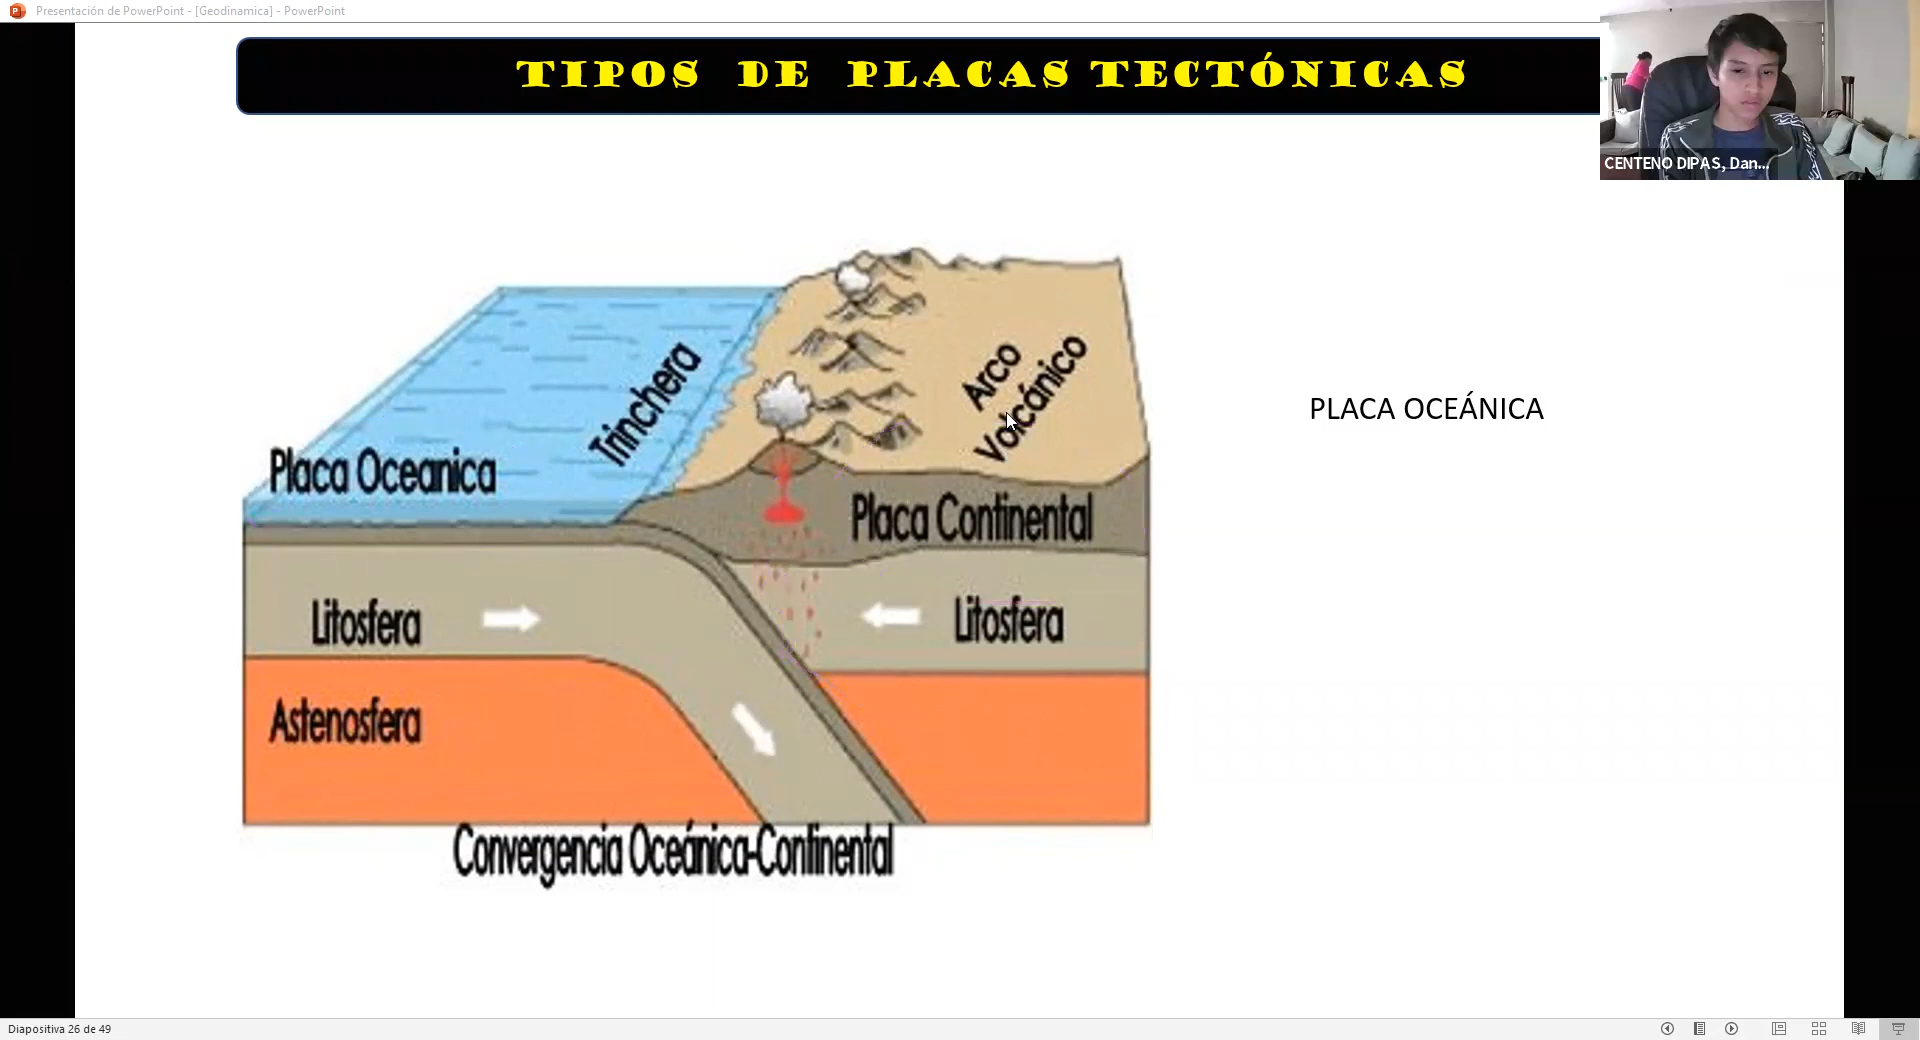 Presentación de PowerPoint - [Geodinamica] - PowerPoint
TIPOS DE PLACAS TECTÓNICAS
CENTENO DIPAS, Dan...
Trinchera
Arco
Volcánico
PLACA OCEÁNICA
Placa Oceanica
Placa Continental
Litosfera
Litosfera
Astenosfera
Convergencia Oceánica-Continental
Diapositiva 26 de 49